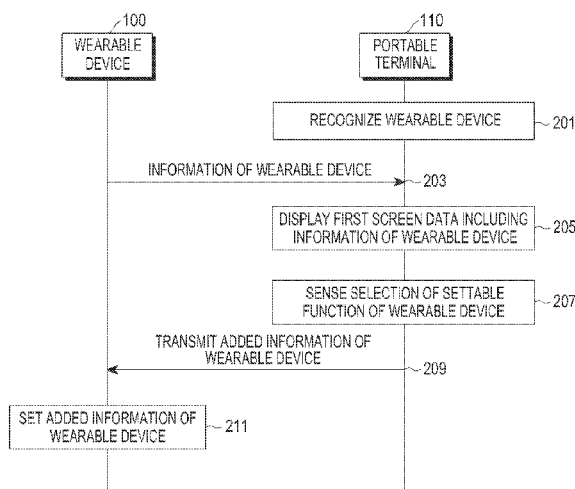 100
110
WEARABLE
DEVICE
PORTABLE
TERMINAL
RECOGNIZE WEARABLE DEVICE
201
INFORMATION OF WEARABLE DEVICE
203
DISPLAY FIRST SCREEN DATA INCLUDING
INFORMATION OF WEARABLE DEVICE
205
SENSE SELECTION OF SETTABLE
FUNCTION OF WEARABLE DEVICE
207
TRANSMIT ADDED INFORMATION OF
WEARABLE DEVICE
209
SET ADDED INFORMATION OF
WEARABLE DEVICE
211